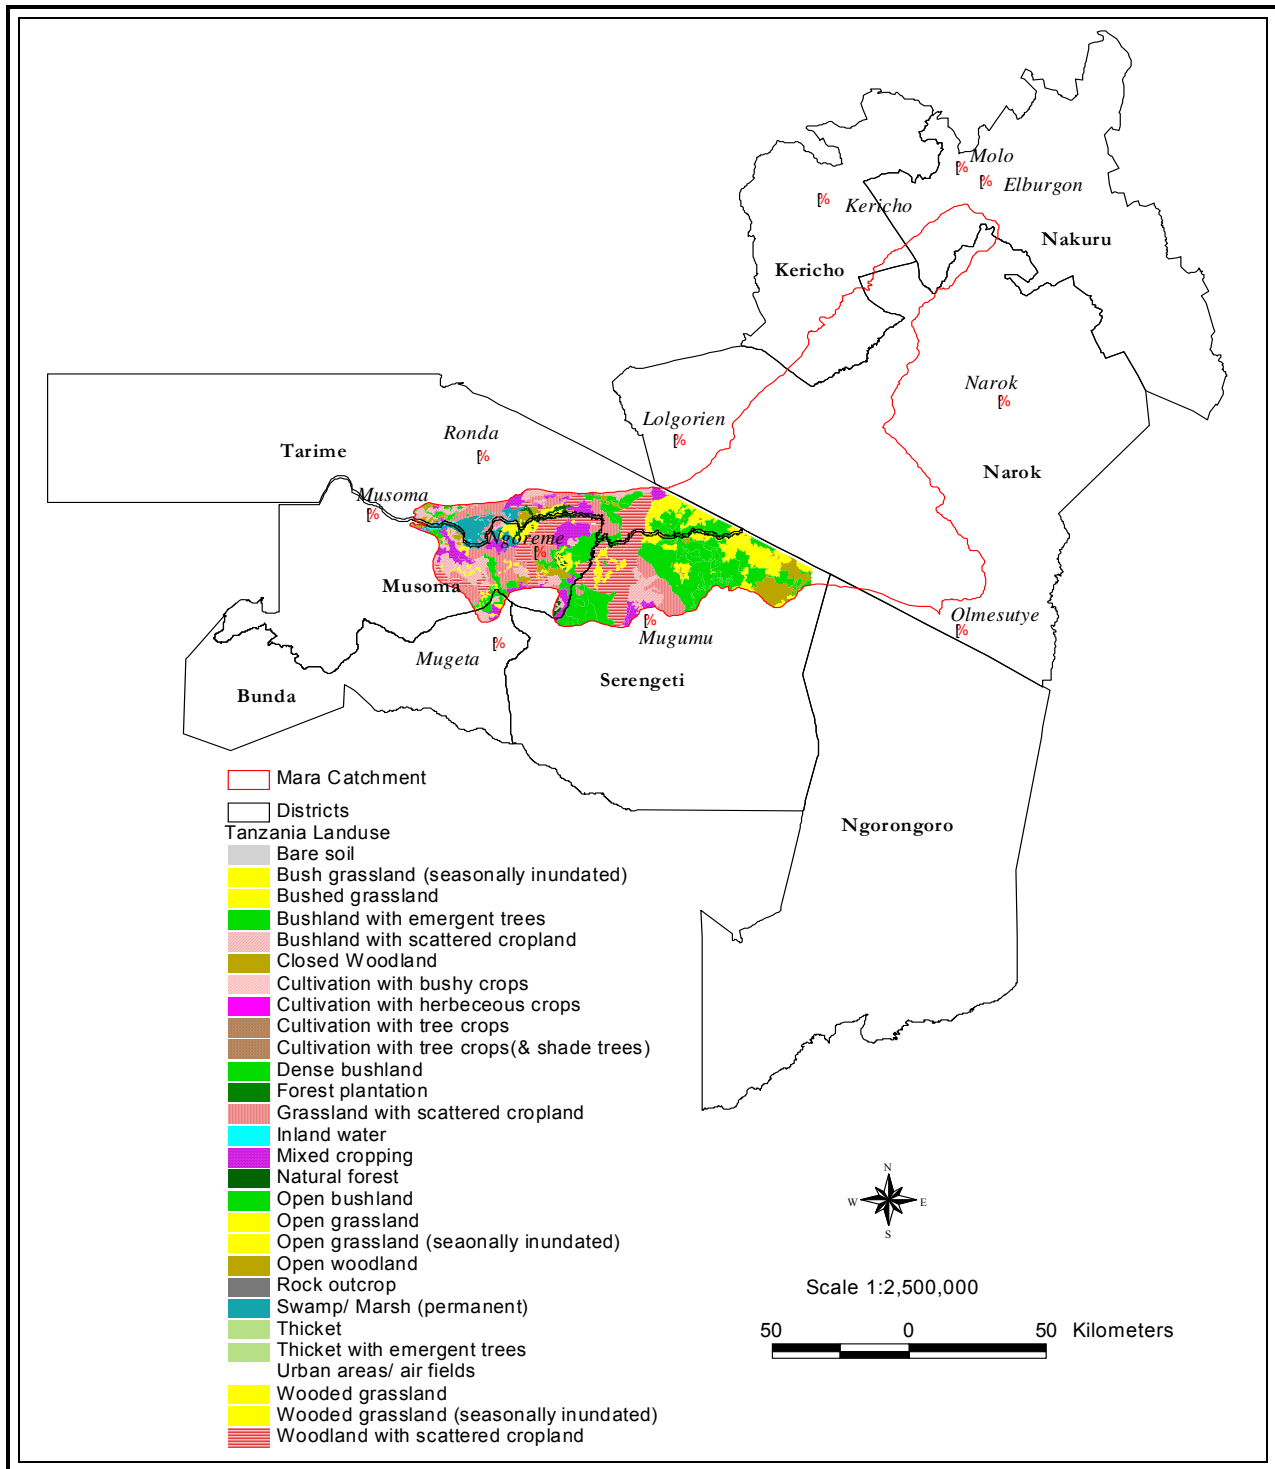 Molo
Elburgon
Kericho
Nakuru
Kericho
Narok
Lolgorien
Ronda
Tarime
Narok
Musoma
Ngoreme
Musoma
Olmesutye
Mugumu
Mugeta
Serengeti
Bunda
Mara Catchment
Districts
Ngorongoro
Tanzania Landuse
Bare soil
Bush grassland (seasonally inundated)
Bushed grassland
Bushland with emergent trees
Bushland with scattered cropland
Closed Woodland
Cultivation with bushy crops
Cultivation with herbeceous crops
Cultivation with tree crops
Cultivation with tree crops(& shade trees)
Dense bushland
Forest plantation
Grassland with scattered cropland
Inland water
Mixed cropping
Natural forest
Open bushland
Open grassland
Open grassland (seaonally inundated)
Open woodland
Rock outcrop
Swamp/ Marsh (permanent)
Thicket
Thicket with emergent trees
Urban areas/ air fields
Wooded grassland
Wooded grassland (seasonally inundated)
Woodland with scattered cropland
N
W E
S
Scale 1:2,500,000
50 0 50 Kilometers